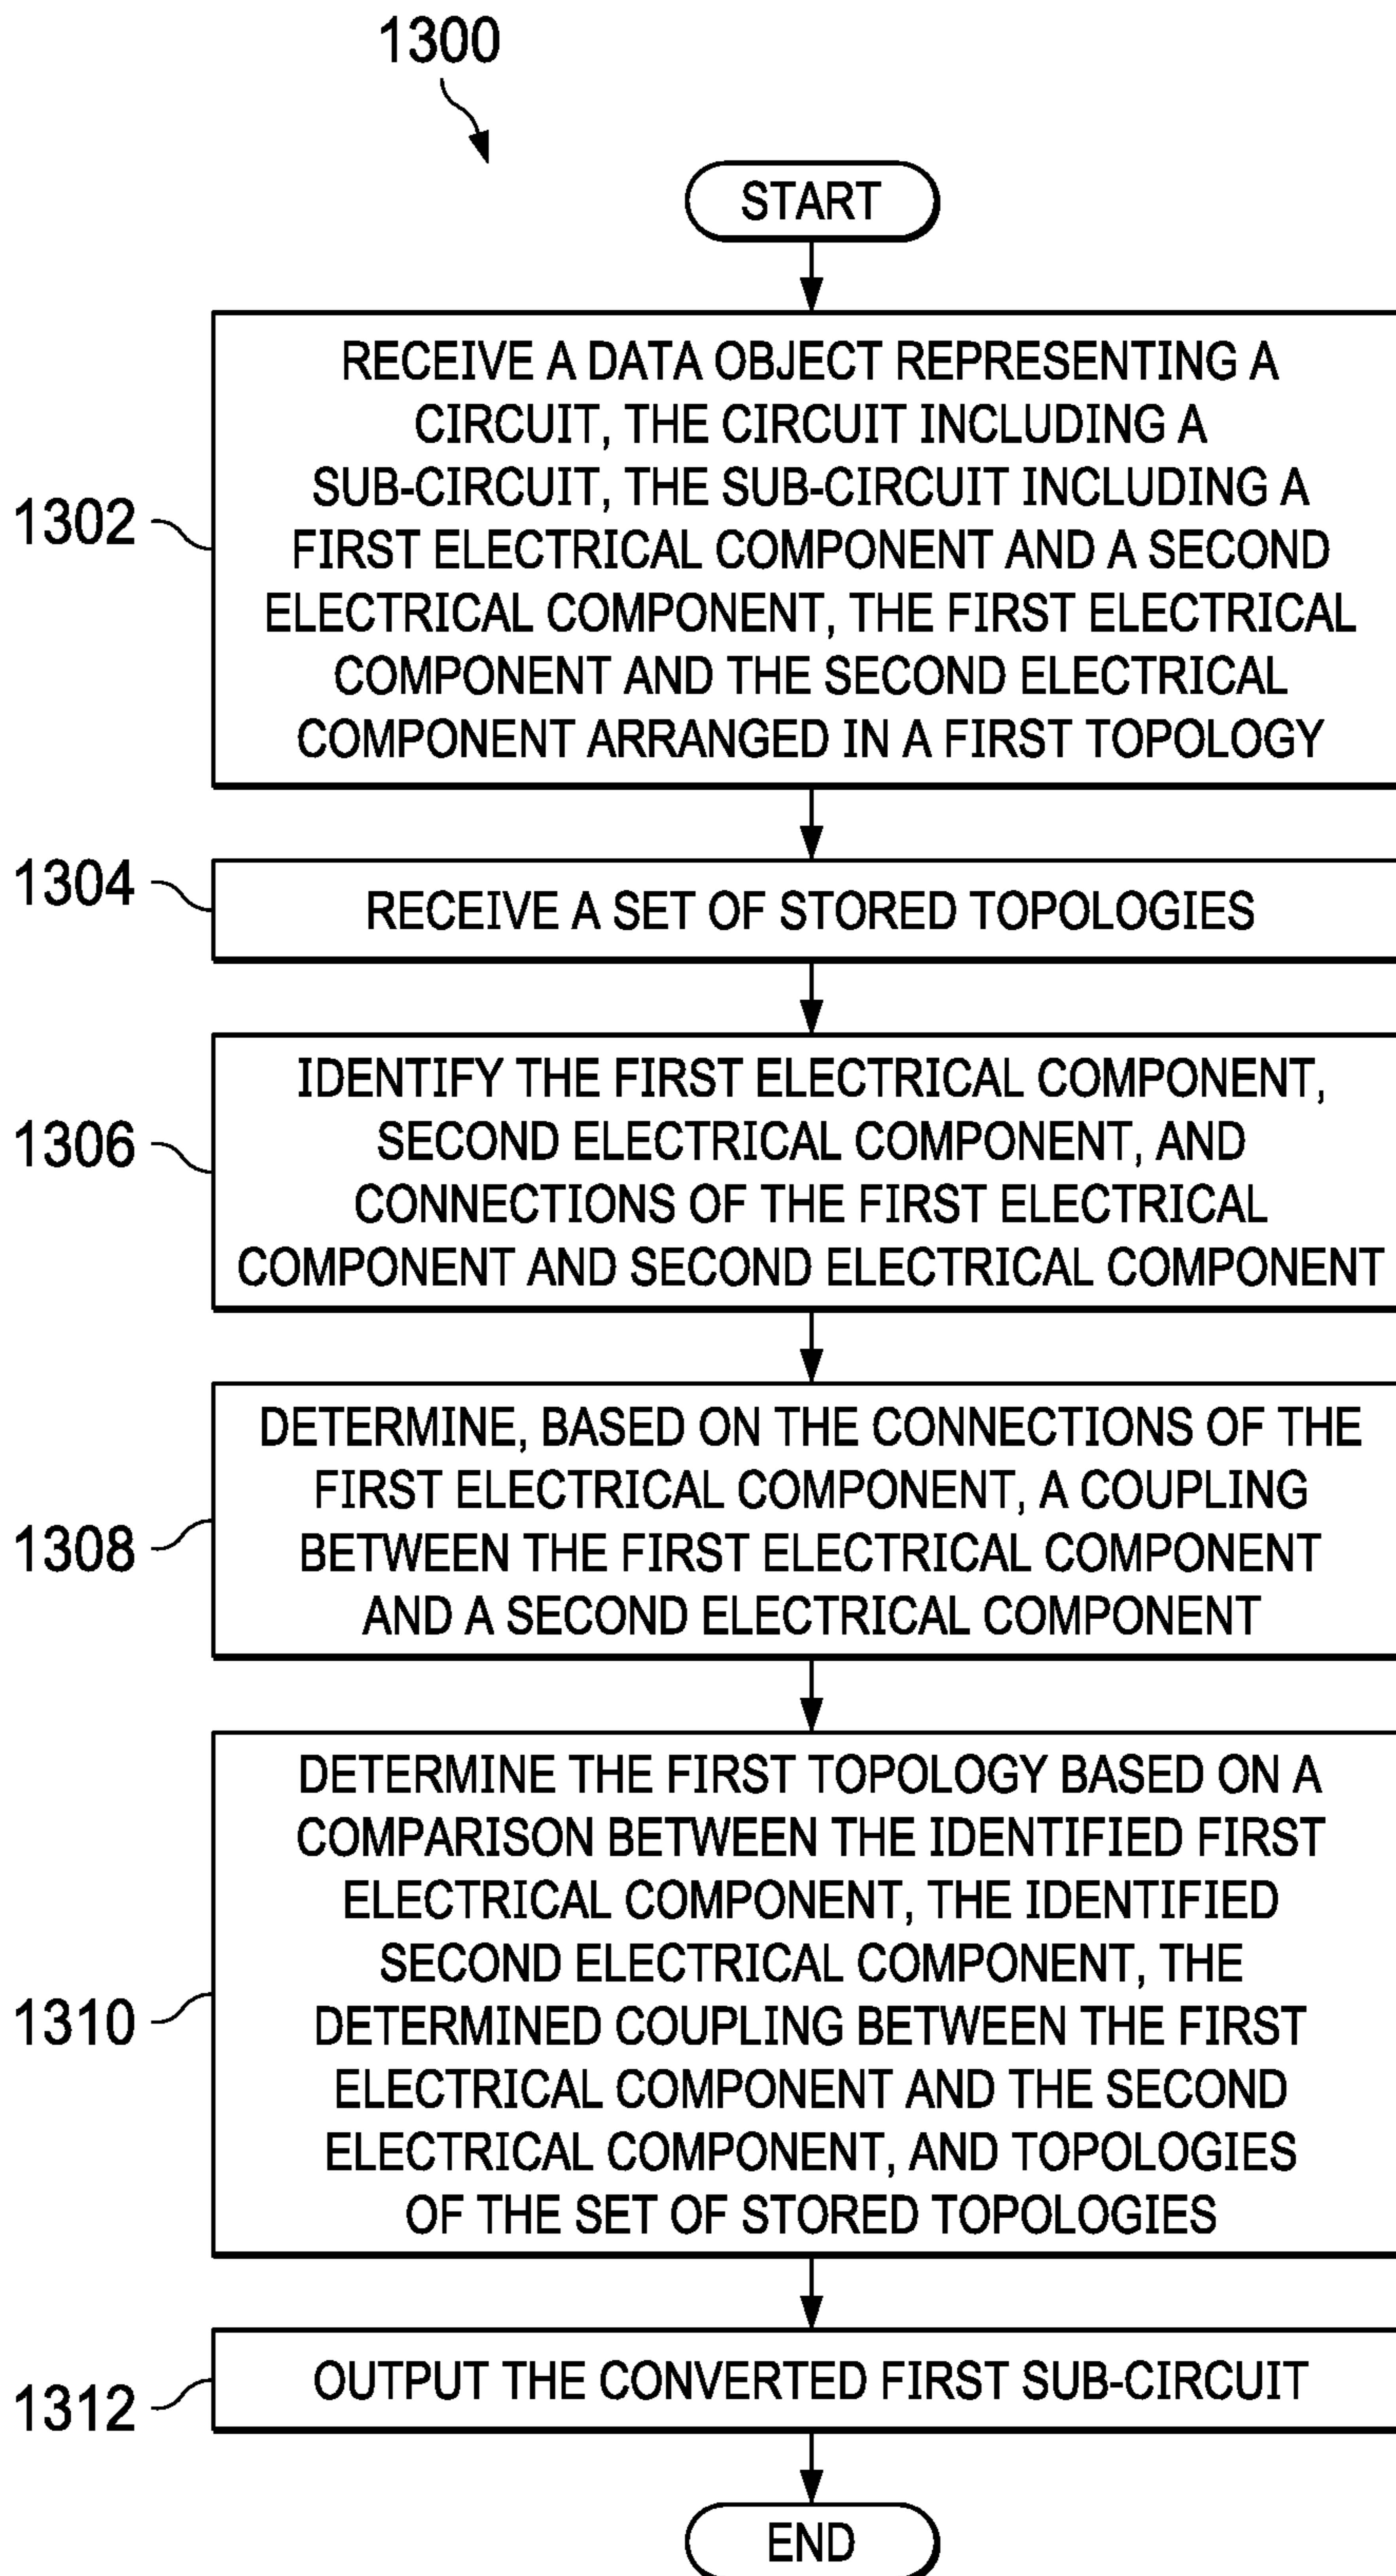 1300
START
1302
RECEIVE A DATA OBJECT REPRESENTING A
CIRCUIT, THE CIRCUIT INCLUDING A
SUB-CIRCUIT, THE SUB-CIRCUIT INCLUDING A
FIRST ELECTRICAL COMPONENT AND A SECOND
ELECTRICAL COMPONENT, THE FIRST ELECTRICAL
COMPONENT AND THE SECOND ELECTRICAL
COMPONENT ARRANGED IN A FIRST TOPOLOGY
1304
RECEIVE A SET OF STORED TOPOLOGIES
1306
IDENTIFY THE FIRST ELECTRICAL COMPONENT,
SECOND ELECTRICAL COMPONENT, AND
CONNECTIONS OF THE FIRST ELECTRICAL
COMPONENT AND SECOND ELECTRICAL COMPONENT
1308
DETERMINE, BASED ON THE CONNECTIONS OF THE
FIRST ELECTRICAL COMPONENT, A COUPLING
BETWEEN THE FIRST ELECTRICAL COMPONENT
AND A SECOND ELECTRICAL COMPONENT
1310
DETERMINE THE FIRST TOPOLOGY BASED ON A
COMPARISON BETWEEN THE IDENTIFIED FIRST
ELECTRICAL COMPONENT, THE IDENTIFIED
SECOND ELECTRICAL COMPONENT, THE
DETERMINED COUPLING BETWEEN THE FIRST
ELECTRICAL COMPONENT AND THE SECOND
ELECTRICAL COMPONENT, AND TOPOLOGIES
OF THE SET OF STORED TOPOLOGIES
1312
OUTPUT THE CONVERTED FIRST SUB-CIRCUIT
END